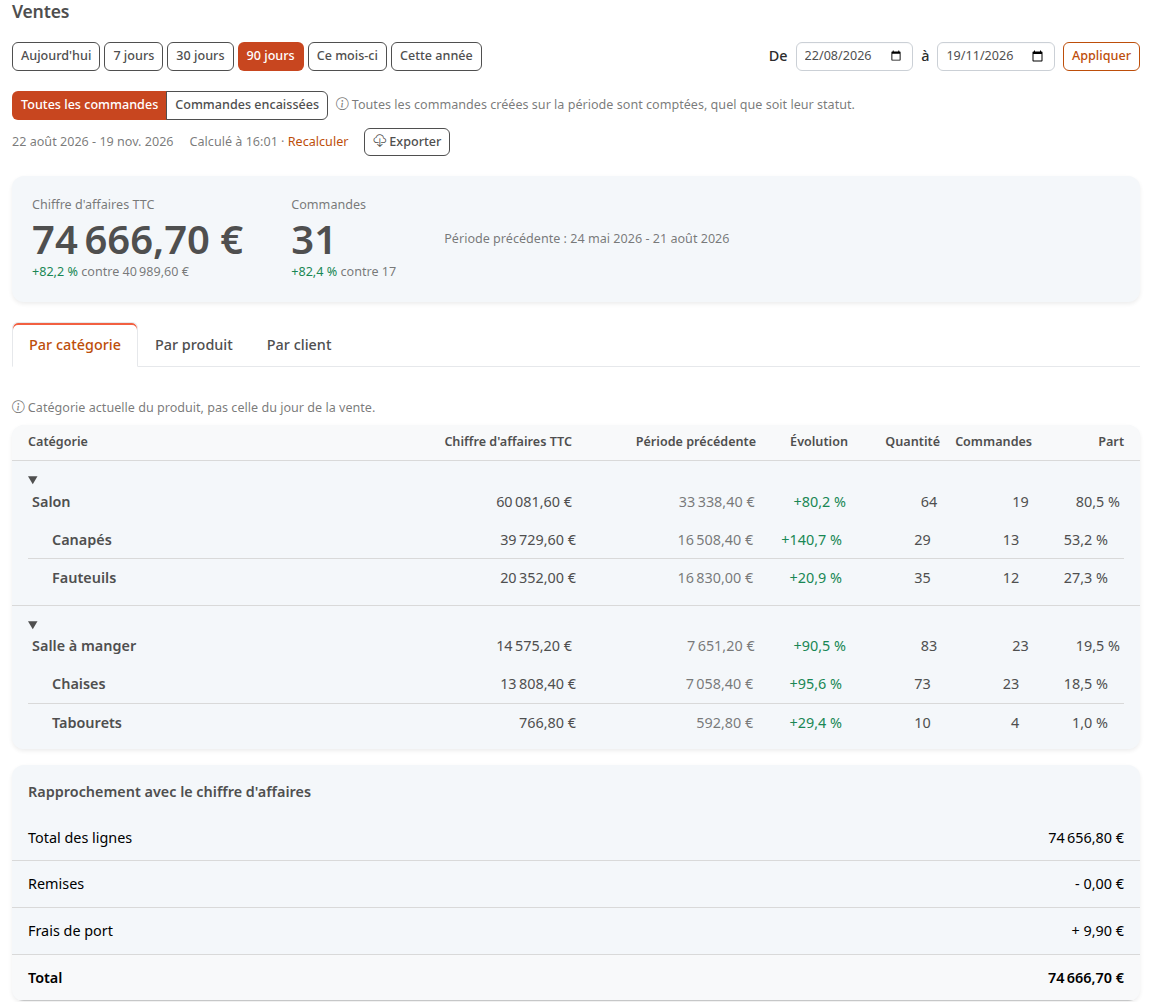 Ventes
Aujourd'hui 7 jours 30 jours 90 jours Ce mois-ci Cette année De 22/08/2026 à 19/11/2026 Appliquer
Toutes les commandes Commandes encaissées Toutes les commandes créées sur la période sont comptées, quel que soit leur statut.
22 août 2026 - 19 nov. 2026 Calculé à 16:01 · Recalculer Exporter
Chiffre d'affaires TTC Commandes
74 666,70 € 31 Période précédente : 24 mai 2026 - 21 août 2026
+82,2 % contre 40 989,60 € +82,4 % contre 17
Par catégorie Par produit Par client
Catégorie actuelle du produit, pas celle du jour de la vente.
Catégorie Chiffre d'affaires TTC Période précédente Évolution Quantité Commandes Part
Salon 60 081,60 € 33 338,40 € +80,2 % 64 19 80,5 %
Canapés 39 729,60 € 16 508,40 € +140,7 % 29 13 53,2 %
Fauteuils 20 352,00 € 16 830,00 € +20,9 % 35 12 27,3 %
Salle à manger 14 575,20 € 7 651,20 € +90,5 % 83 23 19,5 %
Chaises 13 808,40 € 7 058,40 € +95,6 % 73 23 18,5 %
Tabourets 766,80 € 592,80 € +29,4 % 10 4 1,0 %
Rapprochement avec le chiffre d'affaires
Total des lignes 74 656,80 €
Remises - 0,00 €
Frais de port + 9,90 €
Total 74 666,70 €